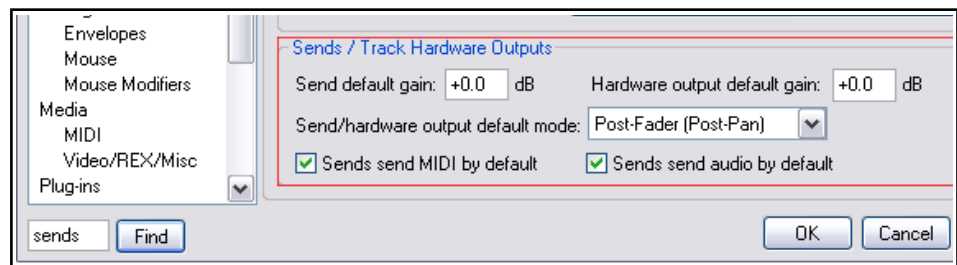 Envelopes
Mouse
Mouse Modifiers
Media
MIDI
Video/REX/Misc
Plug-ins
sends Find
Sends / Track Hardware Outputs
Send default gain: +0.0 dB Hardware output default gain: +0.0 dB
Send/hardware output default mode: Post-Fader (Post-Pan)
Sends send MIDI by default Sends send audio by default
OK Cancel